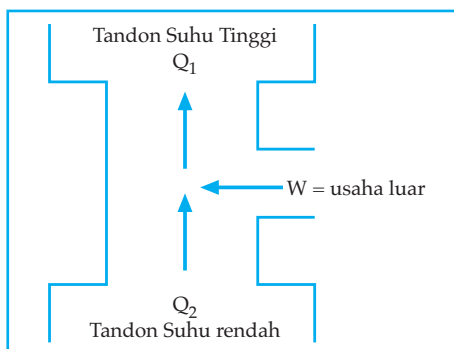 Tandon Suhu Tinggi
Q1
W = usaha luar
Q2
Tandon Suhu rendah